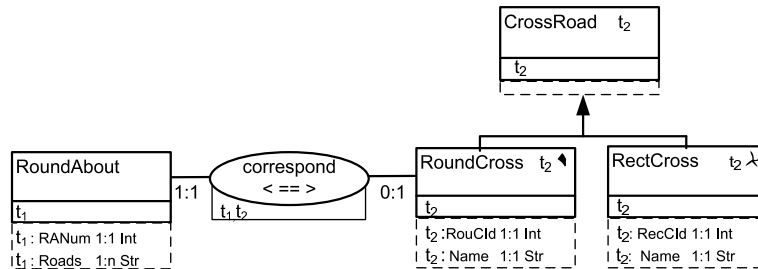 CrossRoad t₂
t₂
RoundAbout
t₁
t₁ : RANum 1:1 Int
t₁ : Roads 1:n Str
1:1
correspond
< == >
t₁,t₂
0:1
RoundCross t₂
t₂
t₂ :RouCId 1:1 Int
t₂ : Name 1:1 Str
RectCross t₂
t₂
t₂: RecCId 1:1 Int
t₂: Name 1:1 Str